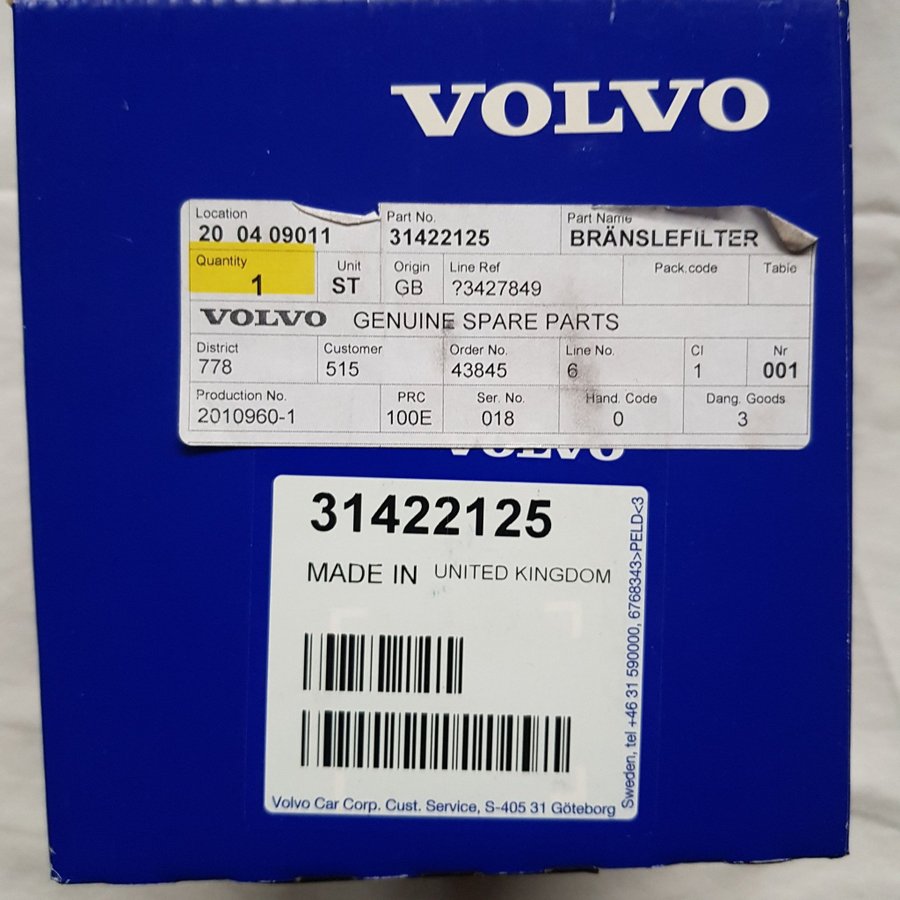 VOLVO
Location Part No. Part Name
20 04 09011 31422125 BRÄNSLEFILTER
Quantity Unit Origin Line Ref Pack.code Table
1 ST GB ?3427849
VOLVO GENUINE SPARE PARTS
District Customer Order No. Line No. Cl Nr
778 515 43845 6 1 001
Production No. PRC Ser. No. Hand. Code Dang. Goods
2010960-1 100E 018 0 3
VOLVO
31422125
MADE IN UNITED KINGDOM
Volvo Car Corp. Cust. Service, S-405 31 Göteborg
Sweden, tel +46 31 590000, 6768343>PELD<3